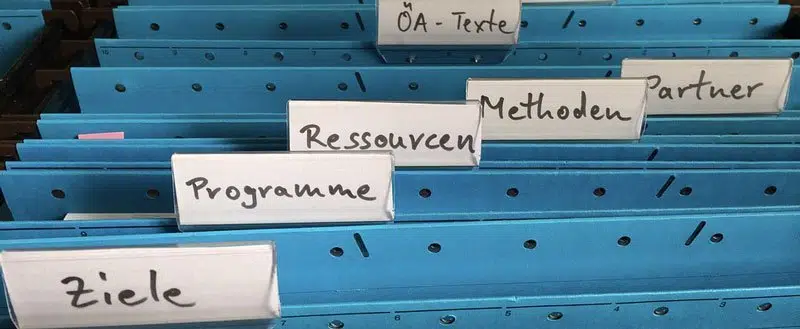 ÖA - Texte
Partner
Methoden
Ressourcen
Programme
Ziele